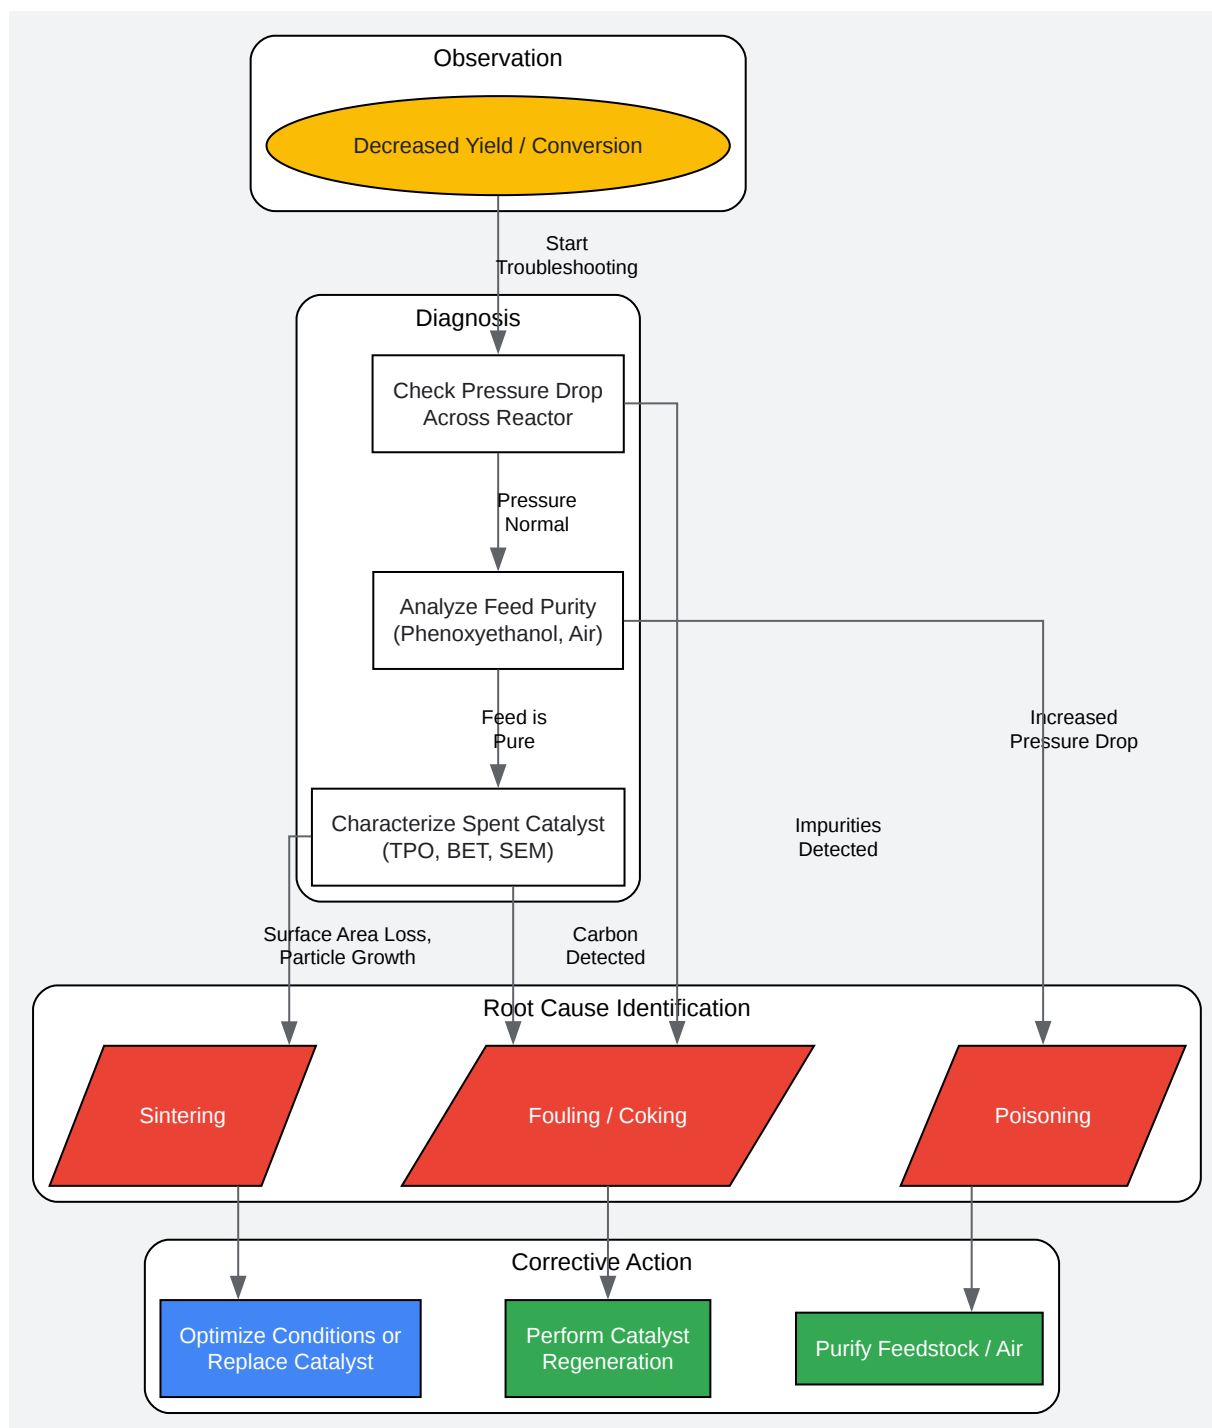 Observation
Decreased Yield / Conversion
Start
Troubleshooting
Diagnosis
Check Pressure Drop
Across Reactor
Pressure
Normal
Analyze Feed Purity
(Phenoxyethanol, Air)
Feed is
Pure
Increased
Pressure Drop
Characterize Spent Catalyst
(TPO, BET, SEM)
Impurities
Detected
Surface Area Loss,
Particle Growth
Carbon
Detected
Root Cause Identification
Sintering
Fouling / Coking
Poisoning
Corrective Action
Optimize Conditions or
Replace Catalyst
Perform Catalyst
Regeneration
Purify Feedstock / Air